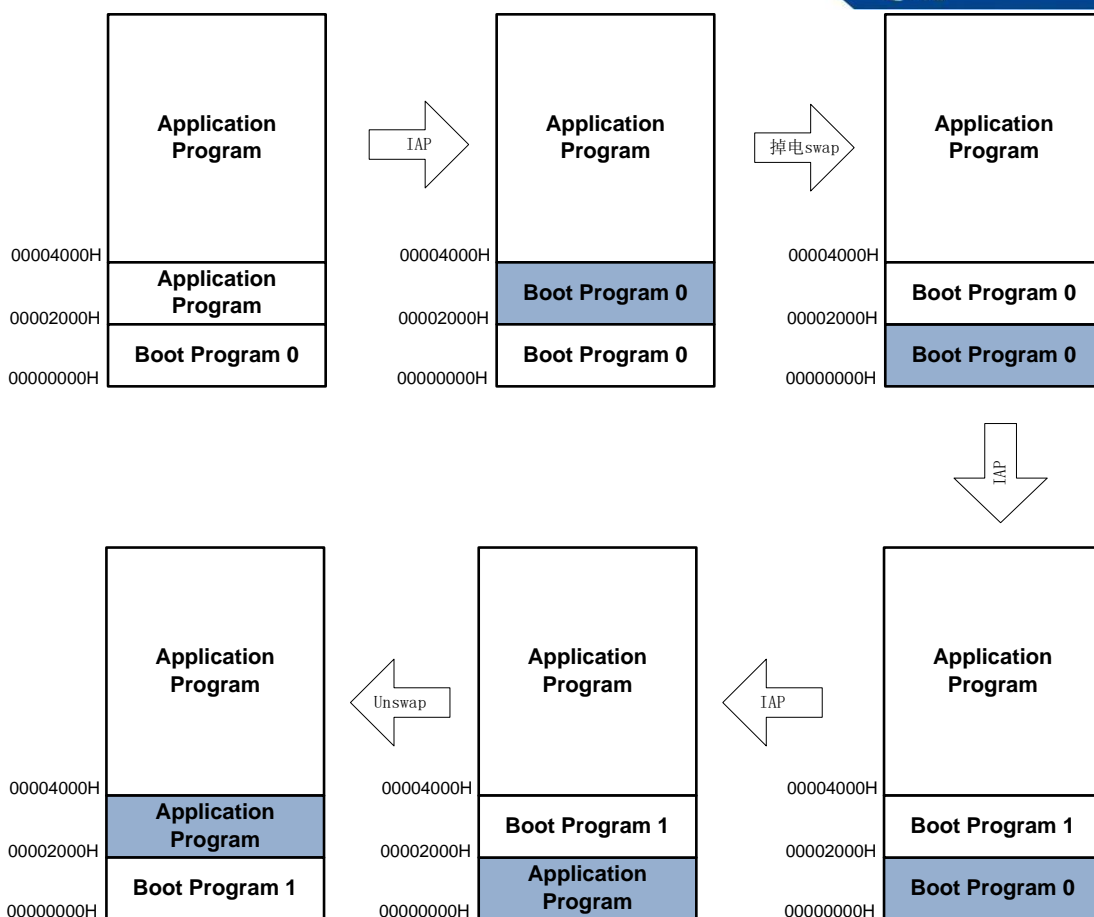 Application
Program
00004000H
Application
Program
00002000H
Boot Program 0
00000000H
IAP
Application
Program
00004000H
Boot Program 0
00002000H
Boot Program 0
00000000H
掉电swap
Application
Program
00004000H
Boot Program 0
00002000H
Boot Program 0
00000000H
IAP
Application
Program
00004000H
Application
Program
00002000H
Boot Program 1
00000000H
Unswap
Application
Program
00004000H
Boot Program 1
00002000H
Application
Program
00000000H
IAP
Application
Program
00004000H
Boot Program 1
00002000H
Boot Program 0
00000000H